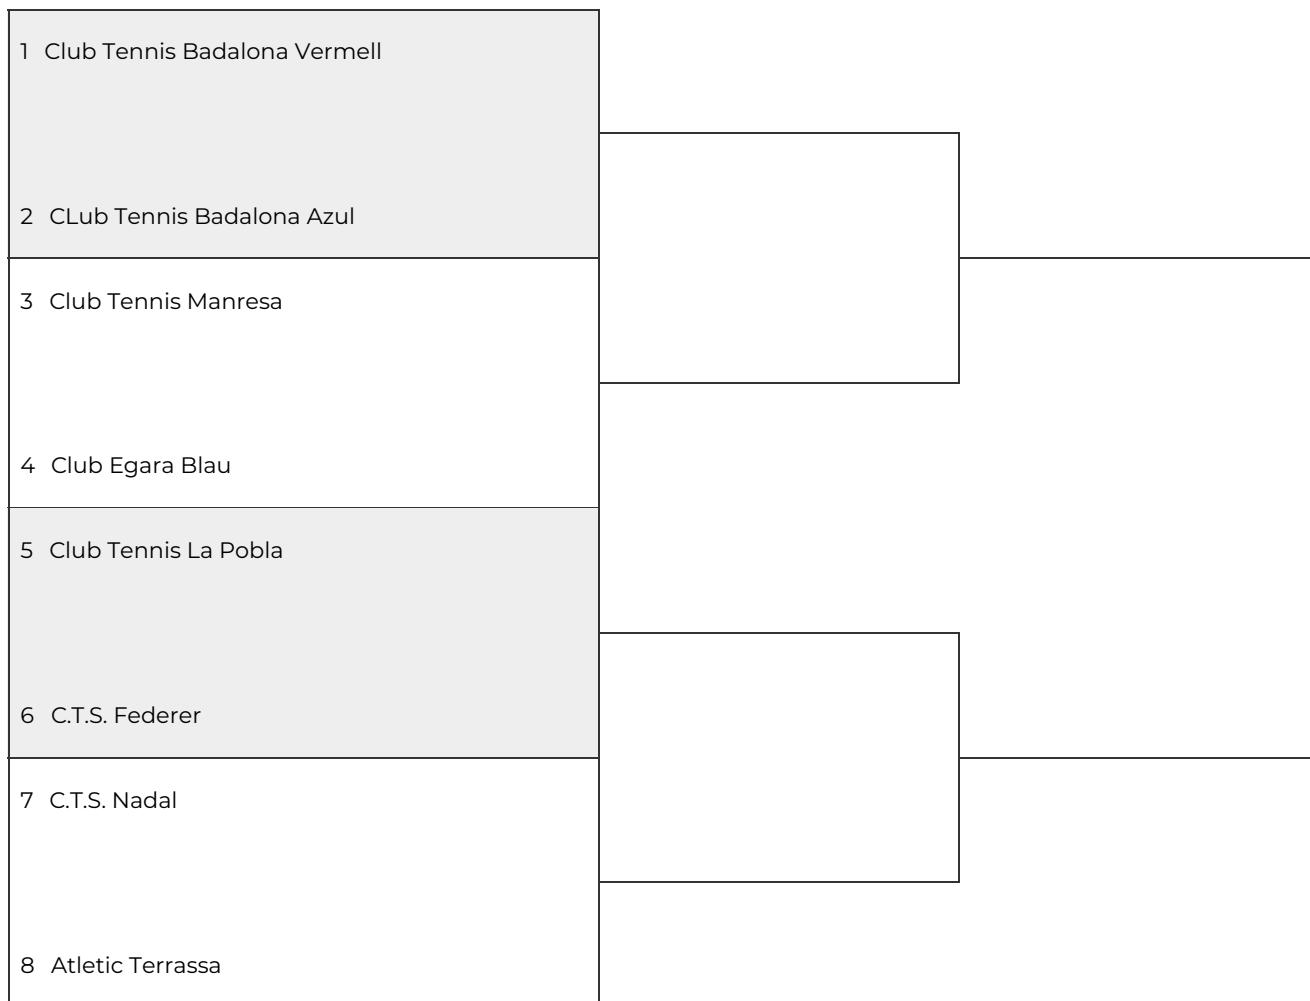 1 Club Tennis Badalona Vermell
2 CLub Tennis Badalona Azul
3 Club Tennis Manresa
4 Club Egara Blau
5 Club Tennis La Pobla
6 C.T.S. Federer
7 C.T.S. Nadal
8 Atletic Terrassa